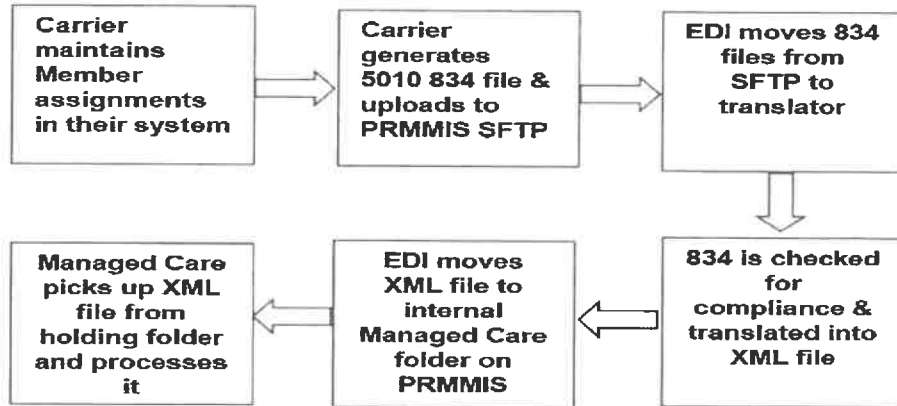 Carrier
maintains
Member
assignments
in their system
Carrier
generates
5010 834 file &
uploads to
PRMMIS SFTP
EDI moves 834
files from
SFTP to
translator
834 is checked
for
compliance &
translated into
XML file
EDI moves
XML file to
internal
Managed Care
folder on
PRMMIS
Managed Care
picks up XML
file from
holding folder
and processes
it